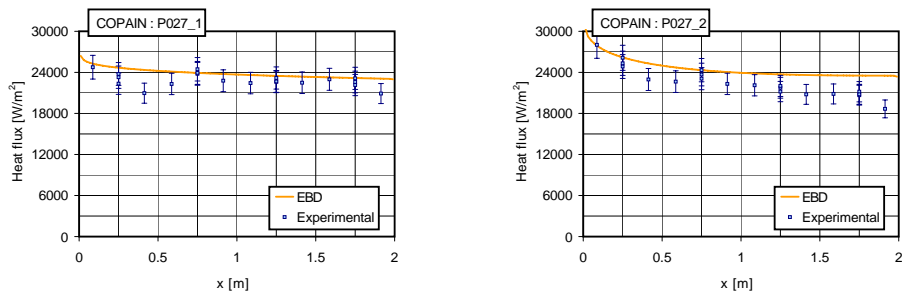 COPAIN : P027_1
30000
24000
18000
12000
6000
0
Heat flux [W/m²]
EBD
Experimental
0
0.5
1
1.5
2
x [m]
COPAIN : P027_2
30000
24000
18000
12000
6000
0
Heat flux [W/m²]
EBD
Experimental
0
0.5
1
1.5
2
x [m]